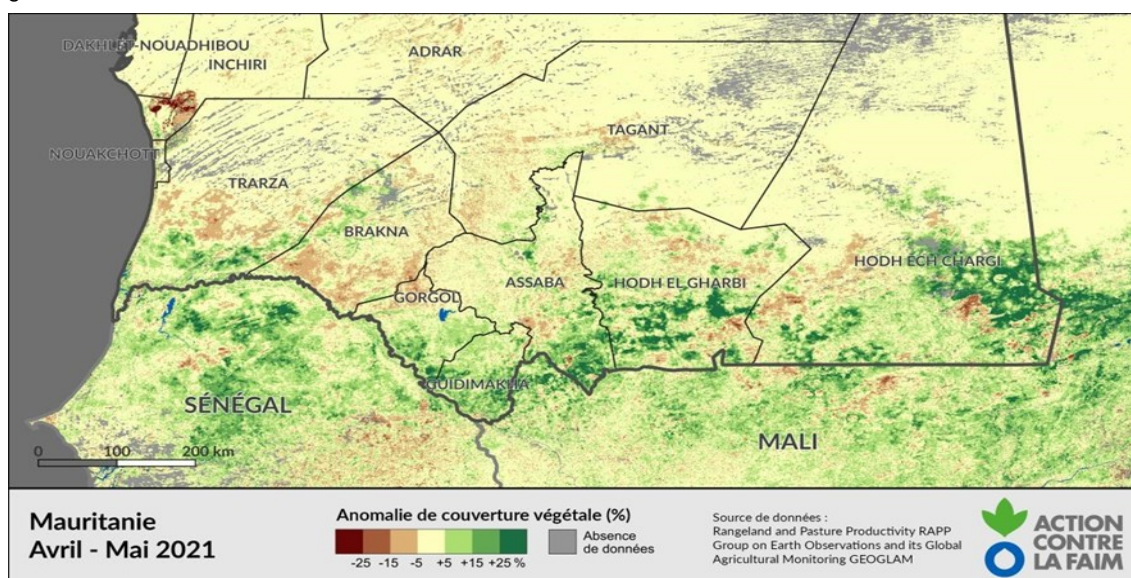 DAKHLET-NOUADHIBOU
INCHIRI
ADRAR
TAGANT
NOUAKCHOTT
TRARZA
BRAKNA
HODH ECH CHARGI
ASSABA
HODH EL GHARBI
GORGOL
GUIDIMAKHA
SÉNÉGAL
MALI
0 100 200 km
Mauritanie
Avril - Mai 2021
Anomalie de couverture végétale (%)
-25 -15 -5 +5 +15 +25 %
Absence
de données
Source de données :
Rangeland and Pasture Productivity RAPP
Group on Earth Observations and its Global
Agricultural Monitoring GEOGLAM
ACTION
CONTRE
LA FAIM